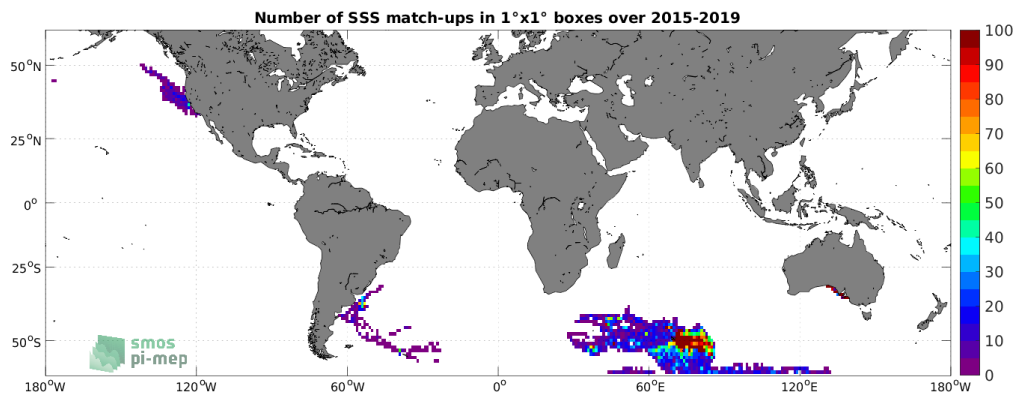 Number of SSS match-ups in 1°x1° boxes over 2015-2019
100
90
80
70
60
50
40
30
20
10
0
50°N
25°N
0°
25°S
50°S
smos
pi-mep
180°W 120°W 60°W 0° 60°E 120°E 180°W